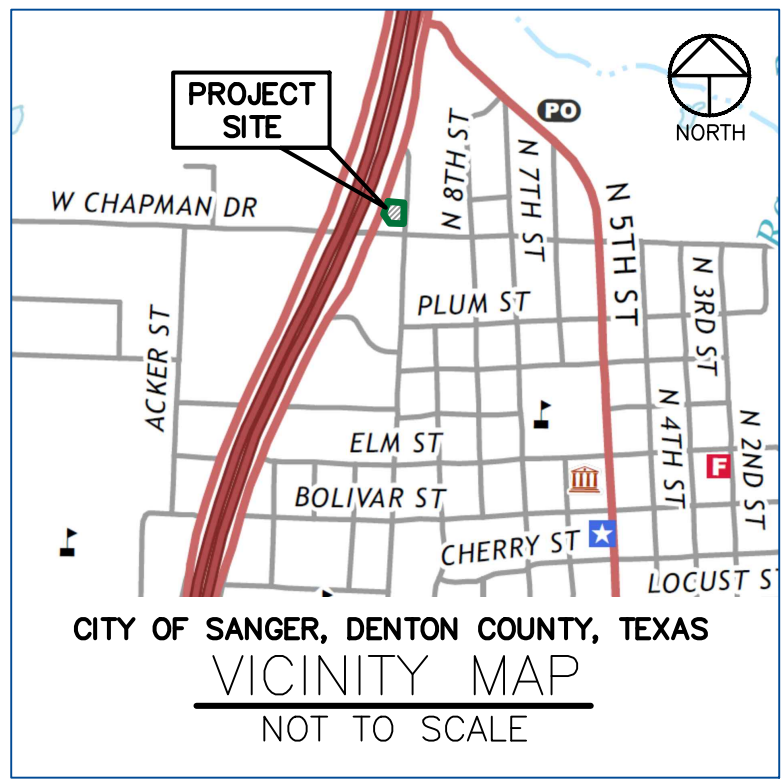 PROJECT
SITE
PO
NORTH
N 8TH ST
N 7TH ST
W CHAPMAN DR
N 5TH ST
PLUM ST
N 3RD ST
ACKER ST
N 4TH ST
N 2ND ST
ELM ST
F
BOLIVAR ST
CHERRY ST
LOCUST ST
CITY OF SANGER, DENTON COUNTY, TEXAS
VICINITY MAP
NOT TO SCALE